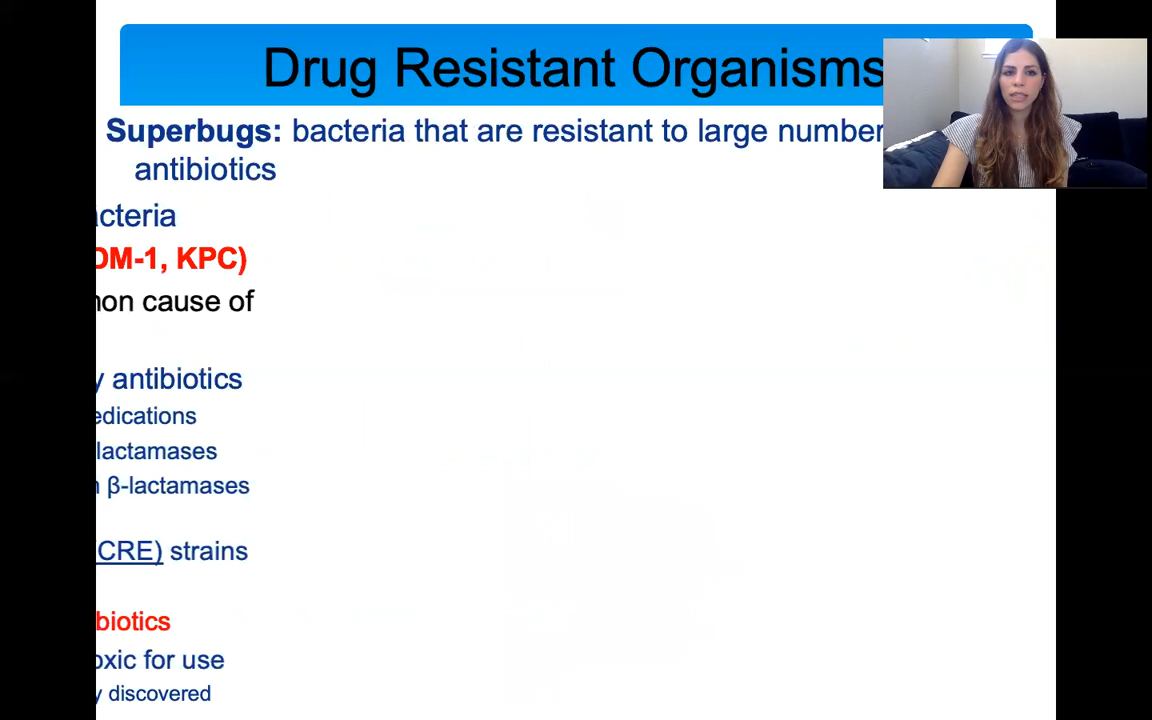 Drug Resistant Organisms
Superbugs: bacteria that are resistant to large number
antibiotics
acteria
DM-1, KPC)
non cause of
y antibiotics
edications
lactamases
β-lactamases
(CRE) strains
biotics
oxic for use
y discovered